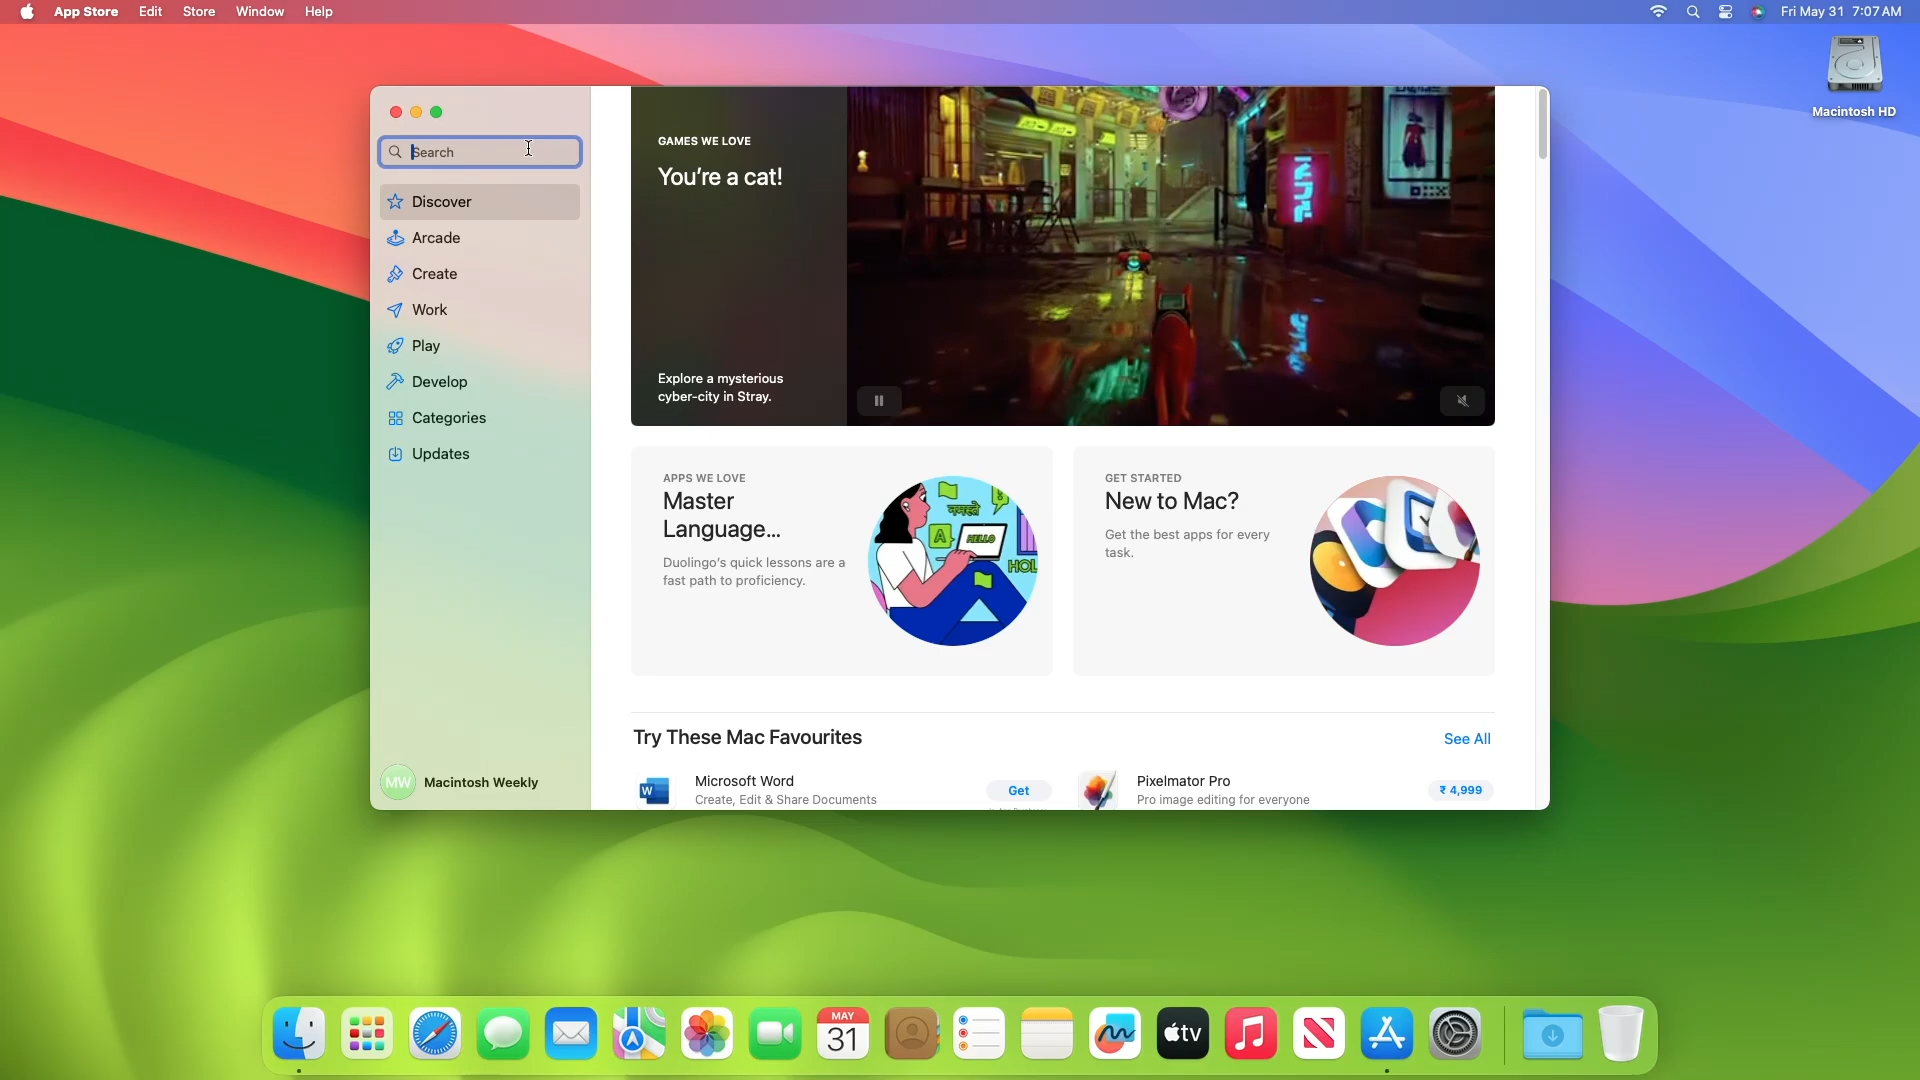 App Store Edit Store Window Help Fri May 31 7:07 AM
Macintosh HD
Search
Discover
Arcade
Create
Work
Play
Develop
Categories
Updates
MW Macintosh Weekly
GAMES WE LOVE
You're a cat!
Explore a mysterious
cyber-city in Stray.
APPS WE LOVE
Master
Language...
Duolingo's quick lessons are a
fast path to proficiency.
नमस्ते
A
HELLO
HOL
GET STARTED
New to Mac?
Get the best apps for every
task.
Try These Mac Favourites See All
W
Microsoft Word
Create, Edit & Share Documents
Get
Pixelmator Pro
Pro image editing for everyone
₹ 4,999
MAY
31
tv